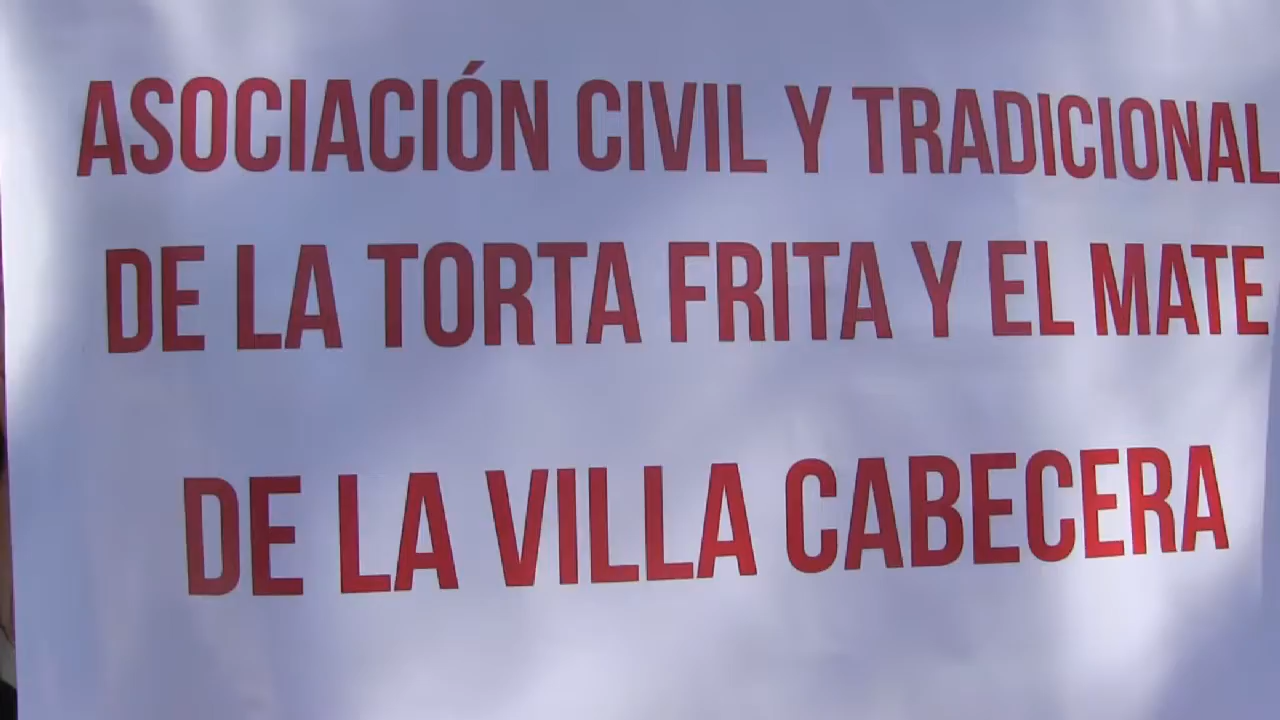 ASOCIACIÓN CIVIL Y TRADICIONAL
DE LA TORTA FRITA Y EL MATE
DE LA VILLA CABECERA